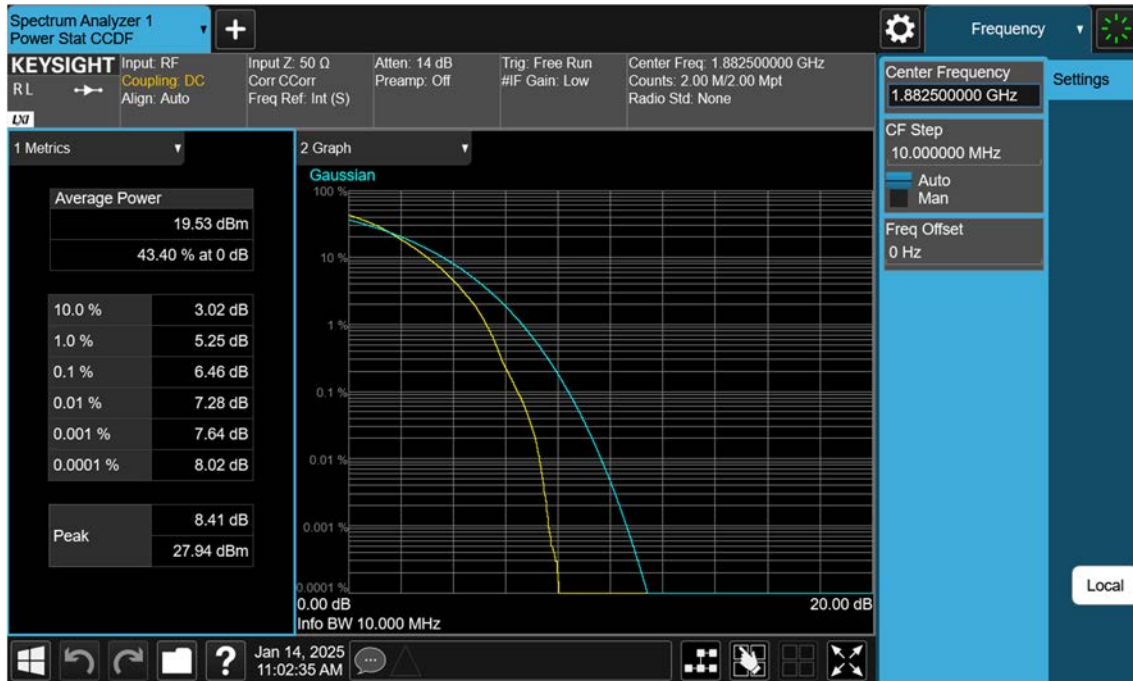 Spectrum Analyzer 1
Power Stat CCDF
Frequency
KEYSIGHT
R L
LXI
Input: RF
Coupling: DC
Align: Auto
Input Z: 50 Ω
Corr CCorr
Freq Ref: Int (S)
Atten: 14 dB
Preamp: Off
Trig: Free Run
#IF Gain: Low
Center Freq: 1.882500000 GHz
Counts: 2.00 M/2.00 Mpt
Radio Std: None
Center Frequency
1.882500000 GHz
Settings
CF Step
10.000000 MHz
Auto
Man
Freq Offset
0 Hz
1 Metrics
Average Power
19.53 dBm
43.40 % at 0 dB
10.0 % 3.02 dB
1.0 % 5.25 dB
0.1 % 6.46 dB
0.01 % 7.28 dB
0.001 % 7.64 dB
0.0001 % 8.02 dB
Peak
8.41 dB
27.94 dBm
2 Graph
Gaussian
100 %
10 %
1 %
0.1 %
0.01 %
0.001 %
0.0001 %
0.00 dB 20.00 dB
Info BW 10.000 MHz
Local
?
Jan 14, 2025
11:02:35 AM